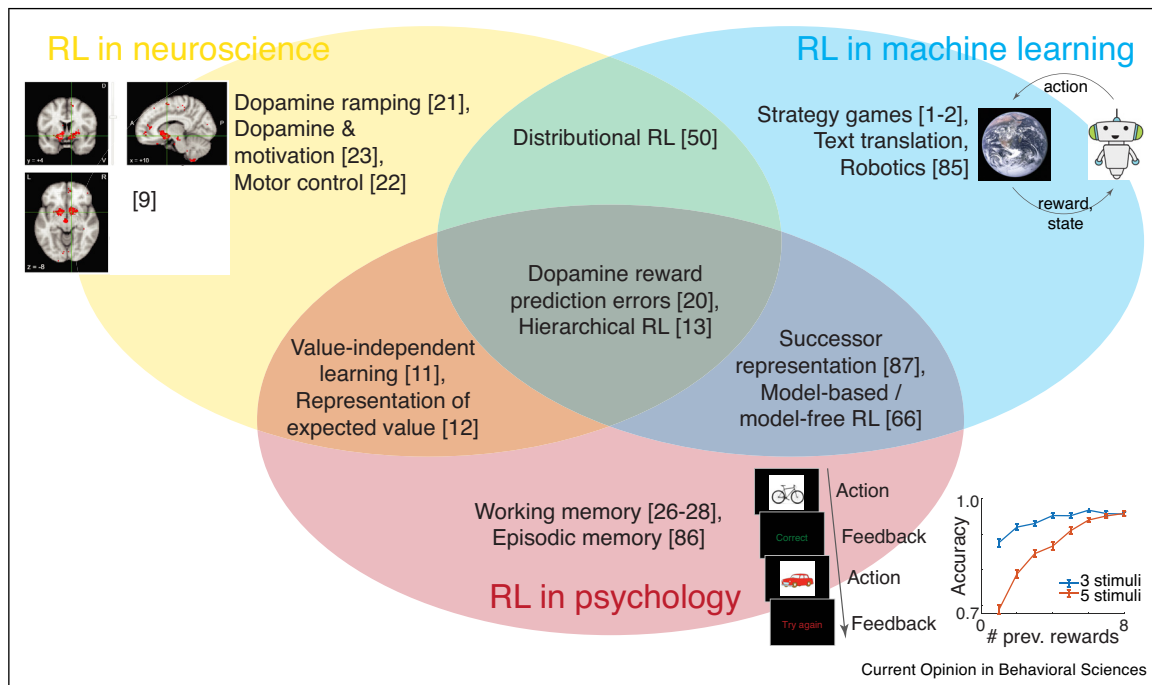 RL in neuroscience
D
V
y = +4
A
P
x = +10
L
R
z = -8
[9]
Dopamine ramping [21],
Dopamine &
motivation [23],
Motor control [22]
Distributional RL [50]
RL in machine learning
Strategy games [1-2],
Text translation,
Robotics [85]
action
reward,
state
Dopamine reward
prediction errors [20],
Hierarchical RL [13]
Value-independent
learning [11],
Representation of
expected value [12]
Successor
representation [87],
Model-based /
model-free RL [66]
Working memory [26-28],
Episodic memory [86]
RL in psychology
Action
Correct
Feedback
Action
Try again
Feedback
1.0
Accuracy
0.7
3 stimuli
5 stimuli
0
8
# prev. rewards
Current Opinion in Behavioral Sciences